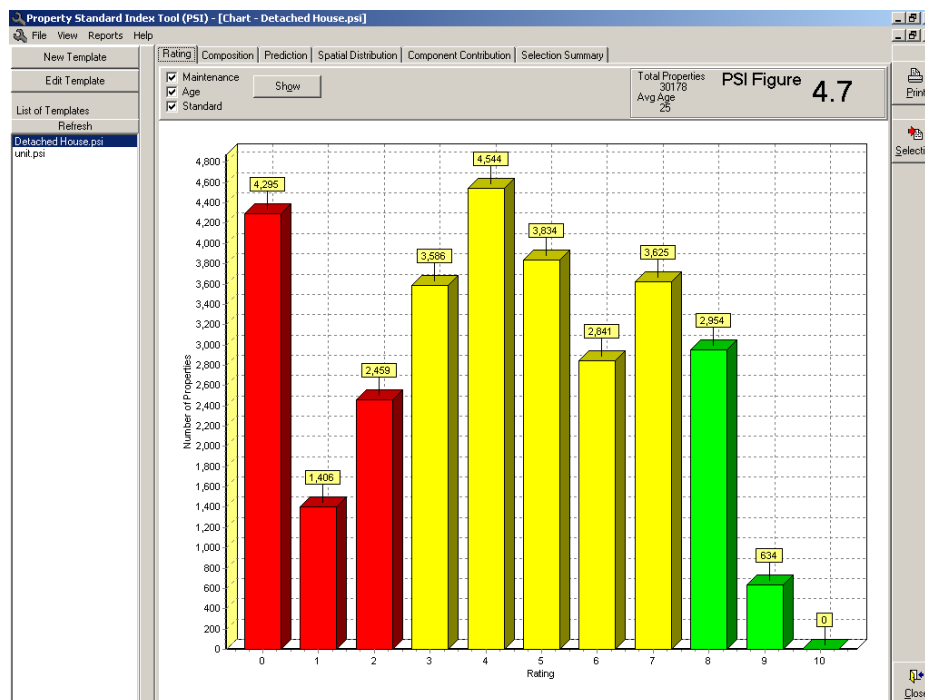 Property Standard Index Tool (PSI) - [Chart - Detached House.psi]
File View Reports Help
New Template
Edit Template
List of Templates
Refresh
Detached House.psi
unit.psi
Rating Composition Prediction Spatial Distribution Component Contribution Selection Summary
Maintenance
Age
Standard
Show
Total Properties
30178
Avg Age
25
PSI Figure 4.7
Print
Selecti
Close
Number of Properties
4,800
4,600
4,400
4,200
4,000
3,800
3,600
3,400
3,200
3,000
2,800
2,600
2,400
2,200
2,000
1,800
1,600
1,400
1,200
1,000
800
600
400
200
0
4,295
1,406
2,459
3,586
4,544
3,834
2,841
3,625
2,954
634
0
0 1 2 3 4 5 6 7 8 9 10
Rating